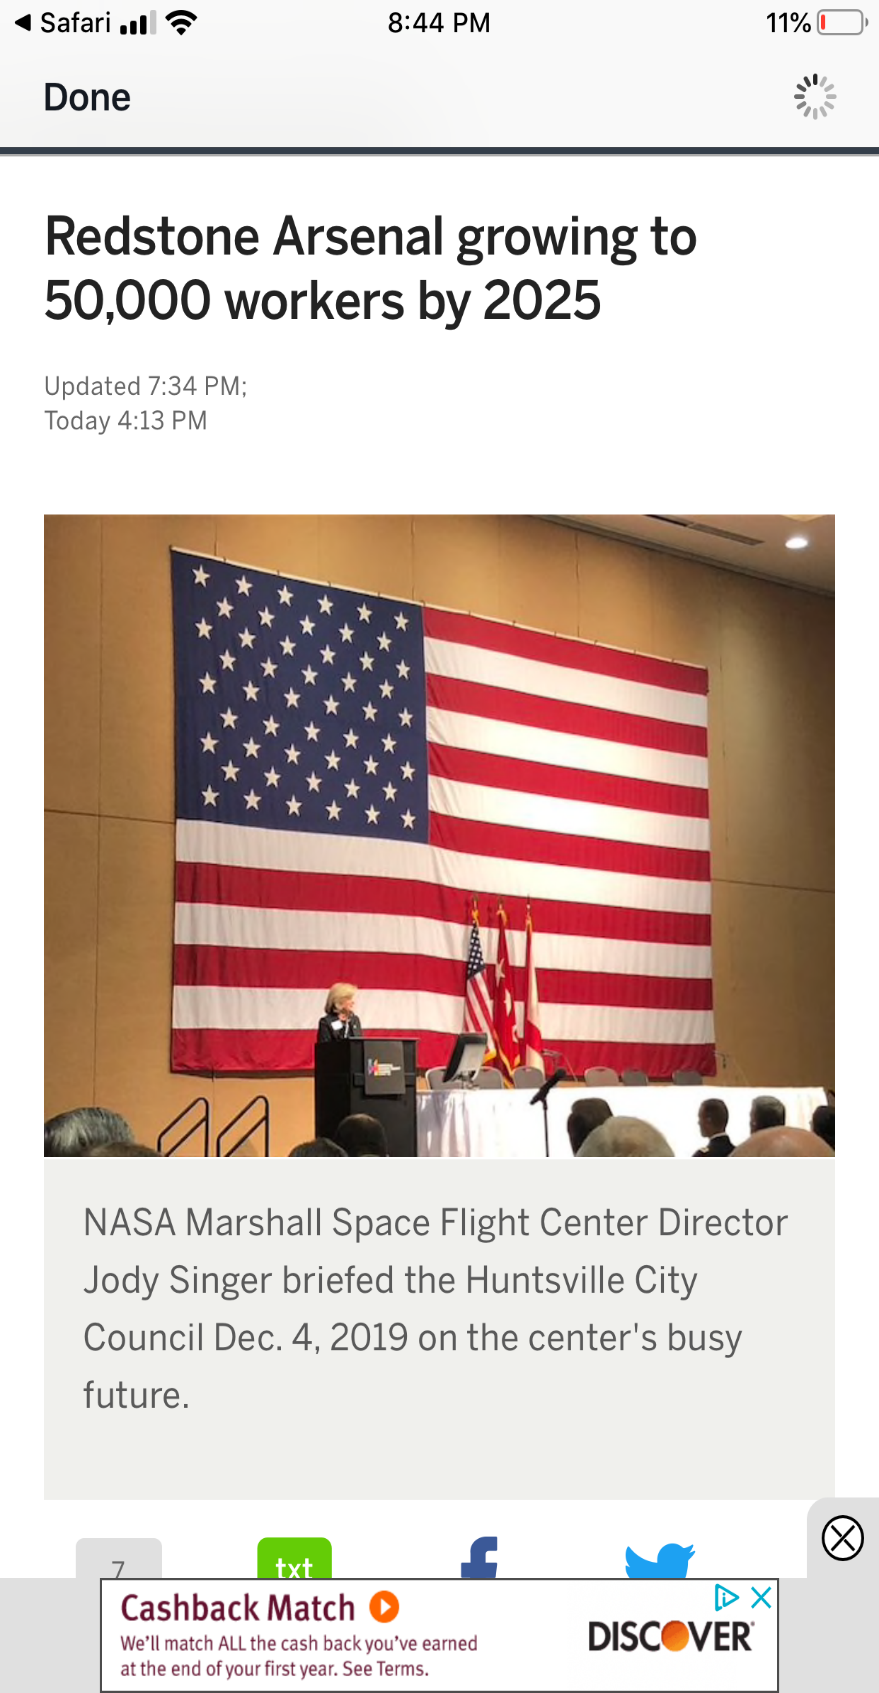 Safari 8:44 PM 11%
Done
Redstone Arsenal growing to
50,000 workers by 2025
Updated 7:34 PM;
Today 4:13 PM
NASA Marshall Space Flight Center Director
Jody Singer briefed the Huntsville City
Council Dec. 4, 2019 on the center's busy
future.
7 txt
Cashback Match
We'll match ALL the cash back you've earned
at the end of your first year. See Terms.
DISCOVER